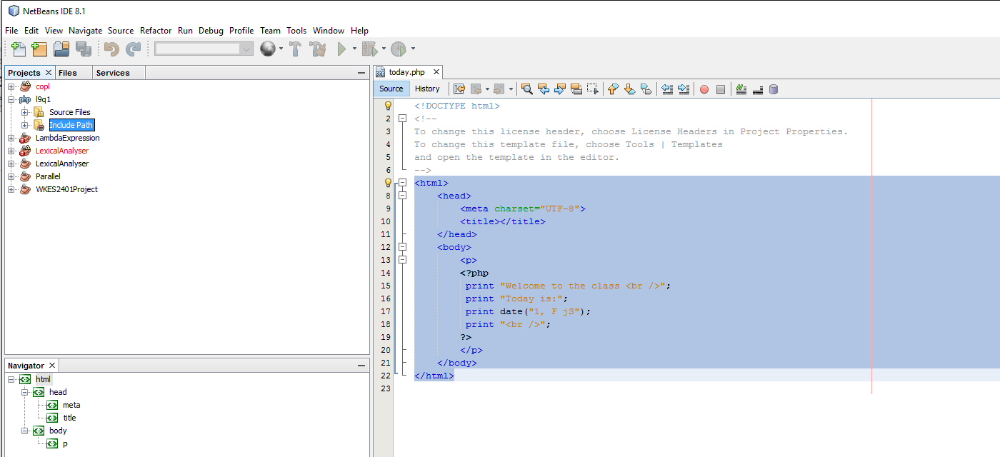 NetBeans IDE 8.1
File Edit View Navigate Source Refactor Run Debug Profile Team Tools Window Help
Projects Files Services
copl
l9q1
Source Files
Include Path
LambdaExpression
LexicalAnalyser
LexicalAnalyser
Parallel
WKES2401Project
Navigator
html
head
meta
title
body
p
today.php
Source History
<!DOCTYPE html>
2 <!--
3 To change this license header, choose License Headers in Project Properties.
4 To change this template file, choose Tools | Templates
5 and open the template in the editor.
6 -->
<html>
8 <head>
9 <meta charset="UTF-8">
10 <title></title>
11 </head>
12 <body>
13 <p>
14 <?php
15 print "Welcome to the class <br />";
16 print "Today is:";
17 print date("1, F jS");
18 print "<br />";
19 ?>
20 </p>
21 </body>
22 </html>
23